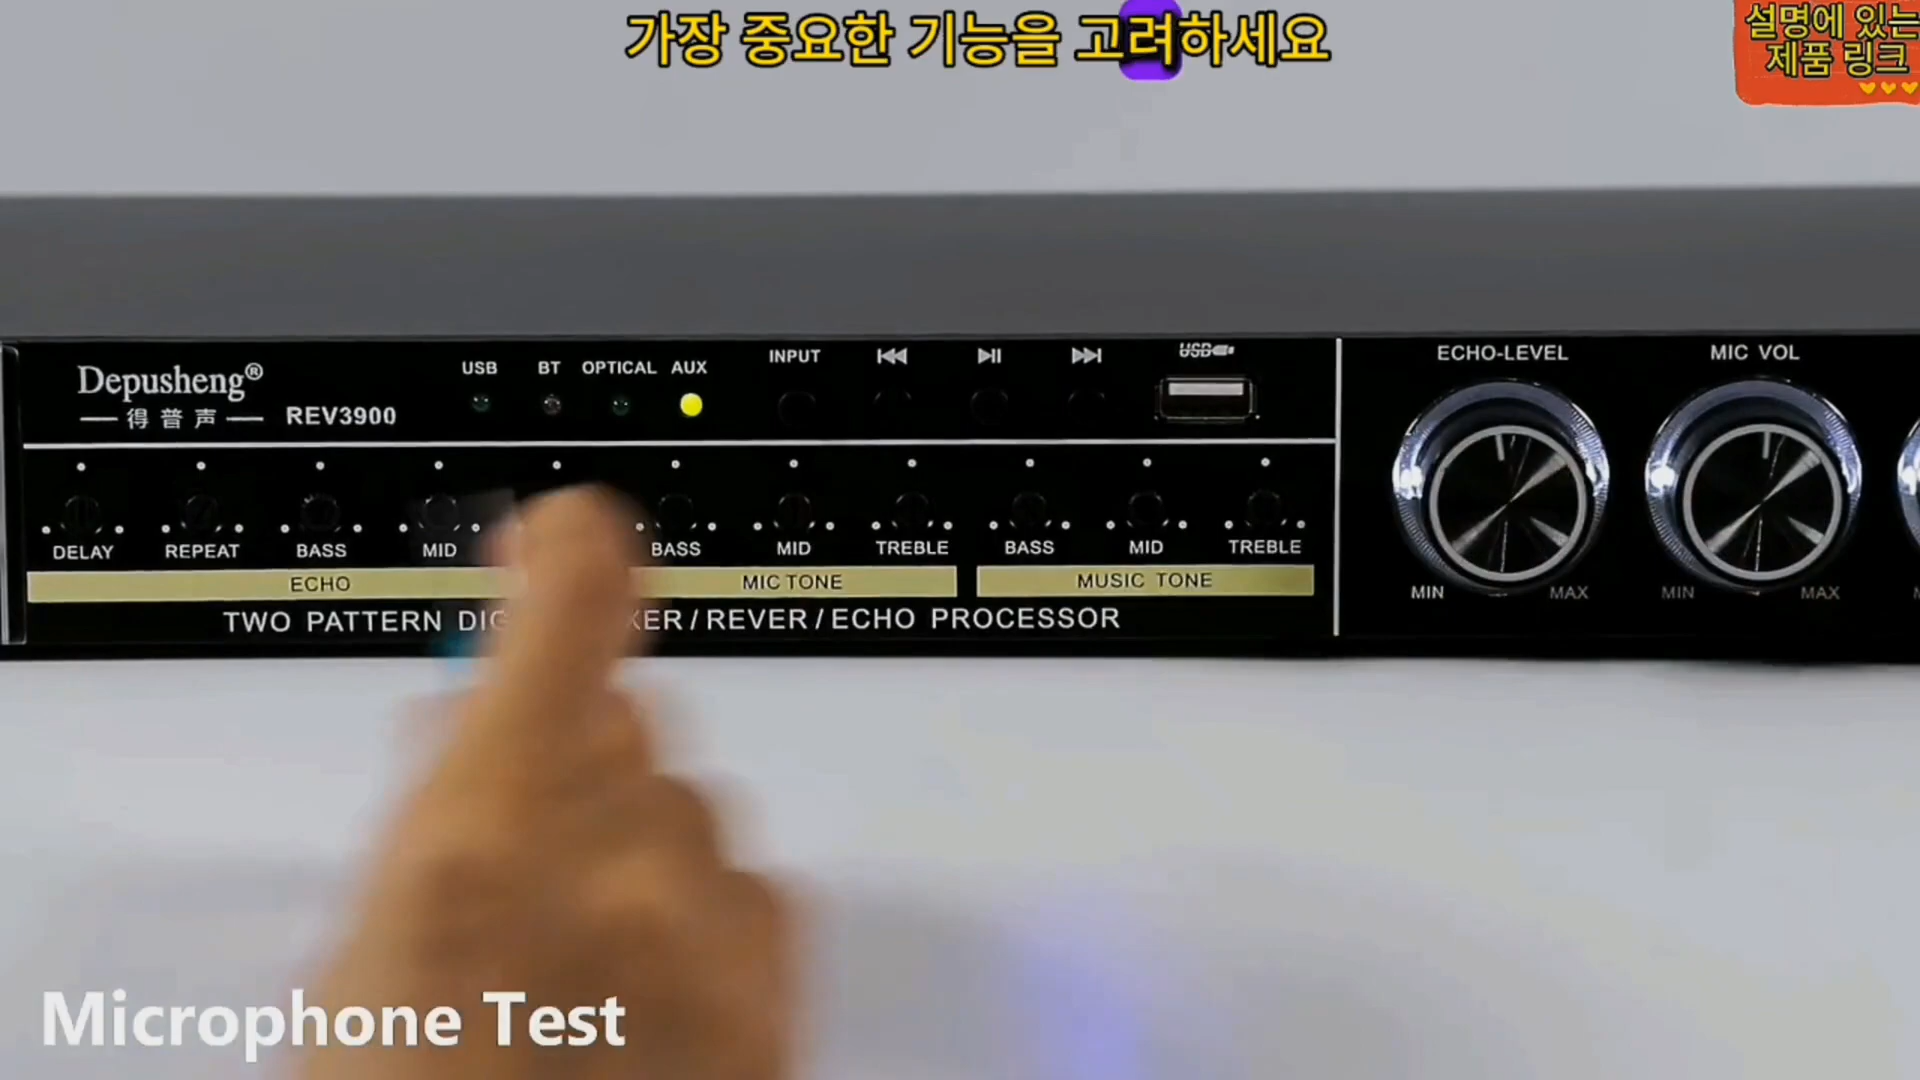 가장 중요한 기능을 고려하세요
설명에 있는
제품 링크
Depusheng®
得普声
REV3900
USB BT OPTICAL AUX
INPUT
USB
ECHO-LEVEL
MIC VOL
DELAY REPEAT BASS MID
BASS MID TREBLE
BASS MID TREBLE
MIN MAX
MIN MAX
ECHO
MIC TONE
MUSIC TONE
TWO PATTERN
REVER/ECHO PROCESSOR
Microphone Test